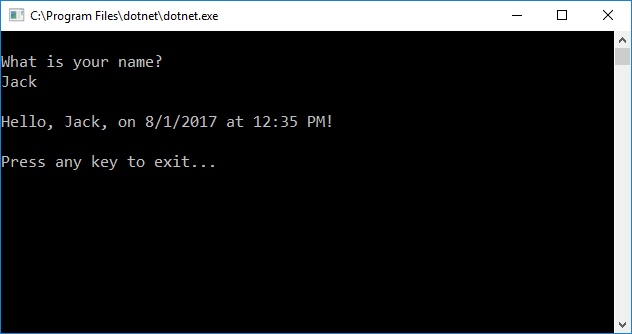 C:\Program Files\dotnet\dotnet.exe
What is your name?
Jack
Hello, Jack, on 8/1/2017 at 12:35 PM!
Press any key to exit...